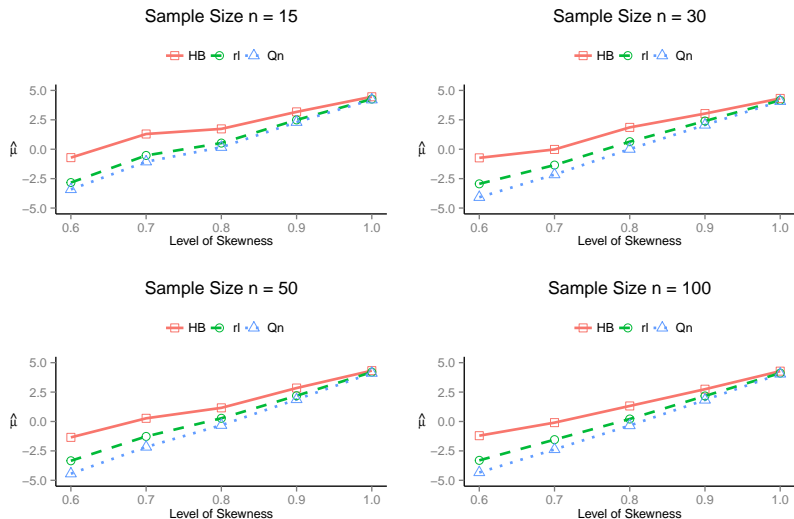 Sample Size n = 15
HB rl Qn
5.0
2.5
0.0
−2.5
−5.0
0.6 0.7 0.8 0.9 1.0
Level of Skewness
Sample Size n = 30
HB rl Qn
5.0
2.5
0.0
−2.5
−5.0
0.6 0.7 0.8 0.9 1.0
Level of Skewness
Sample Size n = 50
HB rl Qn
5.0
2.5
0.0
−2.5
−5.0
0.6 0.7 0.8 0.9 1.0
Level of Skewness
Sample Size n = 100
HB rl Qn
5.0
2.5
0.0
−2.5
−5.0
0.6 0.7 0.8 0.9 1.0
Level of Skewness